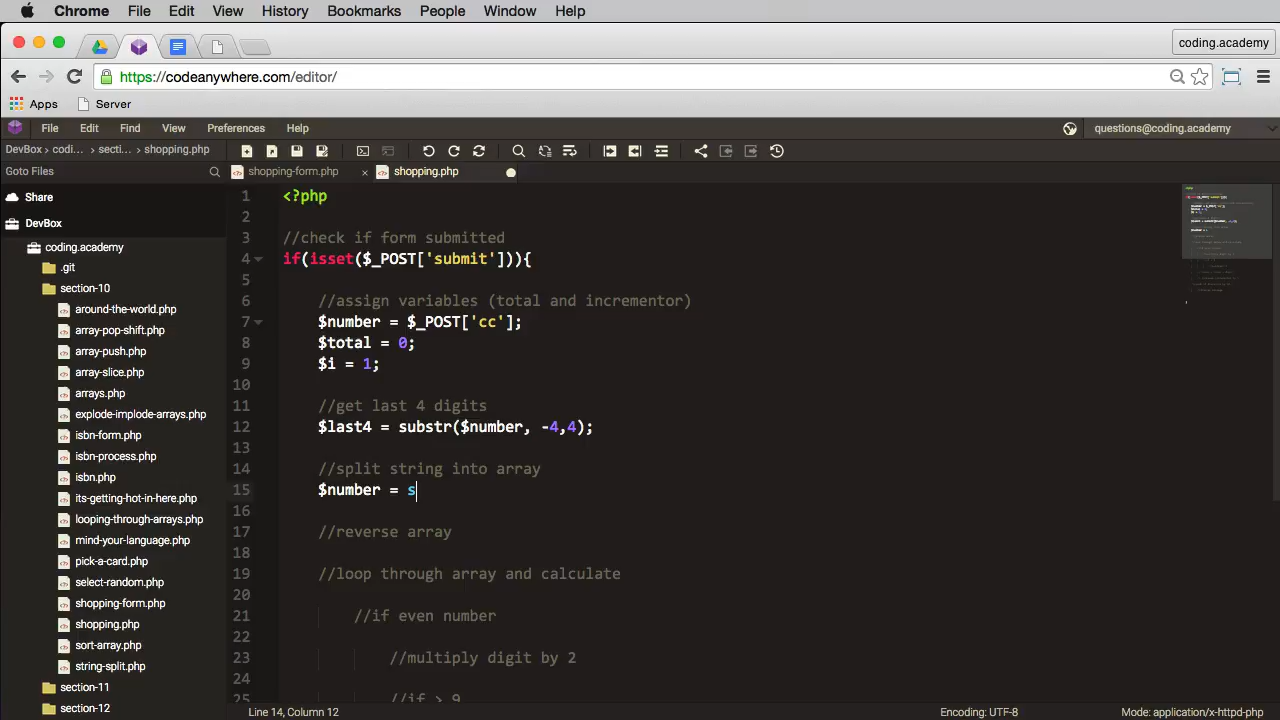 Chrome File Edit View History Bookmarks People Window Help
coding.academy
https://codeanywhere.com/editor/
Apps Server
File Edit Find View Preferences Help questions@coding.academy
DevBox › codi... › secti... › shopping.php
Goto Files shopping-form.php × shopping.php
Share
DevBox
coding.academy
.git
section-10
around-the-world.php
array-pop-shift.php
array-push.php
array-slice.php
arrays.php
explode-implode-arrays.php
isbn-form.php
isbn-process.php
isbn.php
its-getting-hot-in-here.php
looping-through-arrays.php
mind-your-language.php
pick-a-card.php
select-random.php
shopping-form.php
shopping.php
sort-array.php
string-split.php
section-11
section-12
1 <?php
2
3 //check if form submitted
4 if(isset($_POST['submit'])){
5
6 //assign variables (total and incrementor)
7 $number = $_POST['cc'];
8 $total = 0;
9 $i = 1;
10
11 //get last 4 digits
12 $last4 = substr($number, -4,4);
13
14 //split string into array
15 $number = s
16
17 //reverse array
18
19 //loop through array and calculate
20
21 //if even number
22
23 //multiply digit by 2
24
25 //if > 9
Line 14, Column 12 Encoding: UTF-8 Mode: application/x-httpd-php